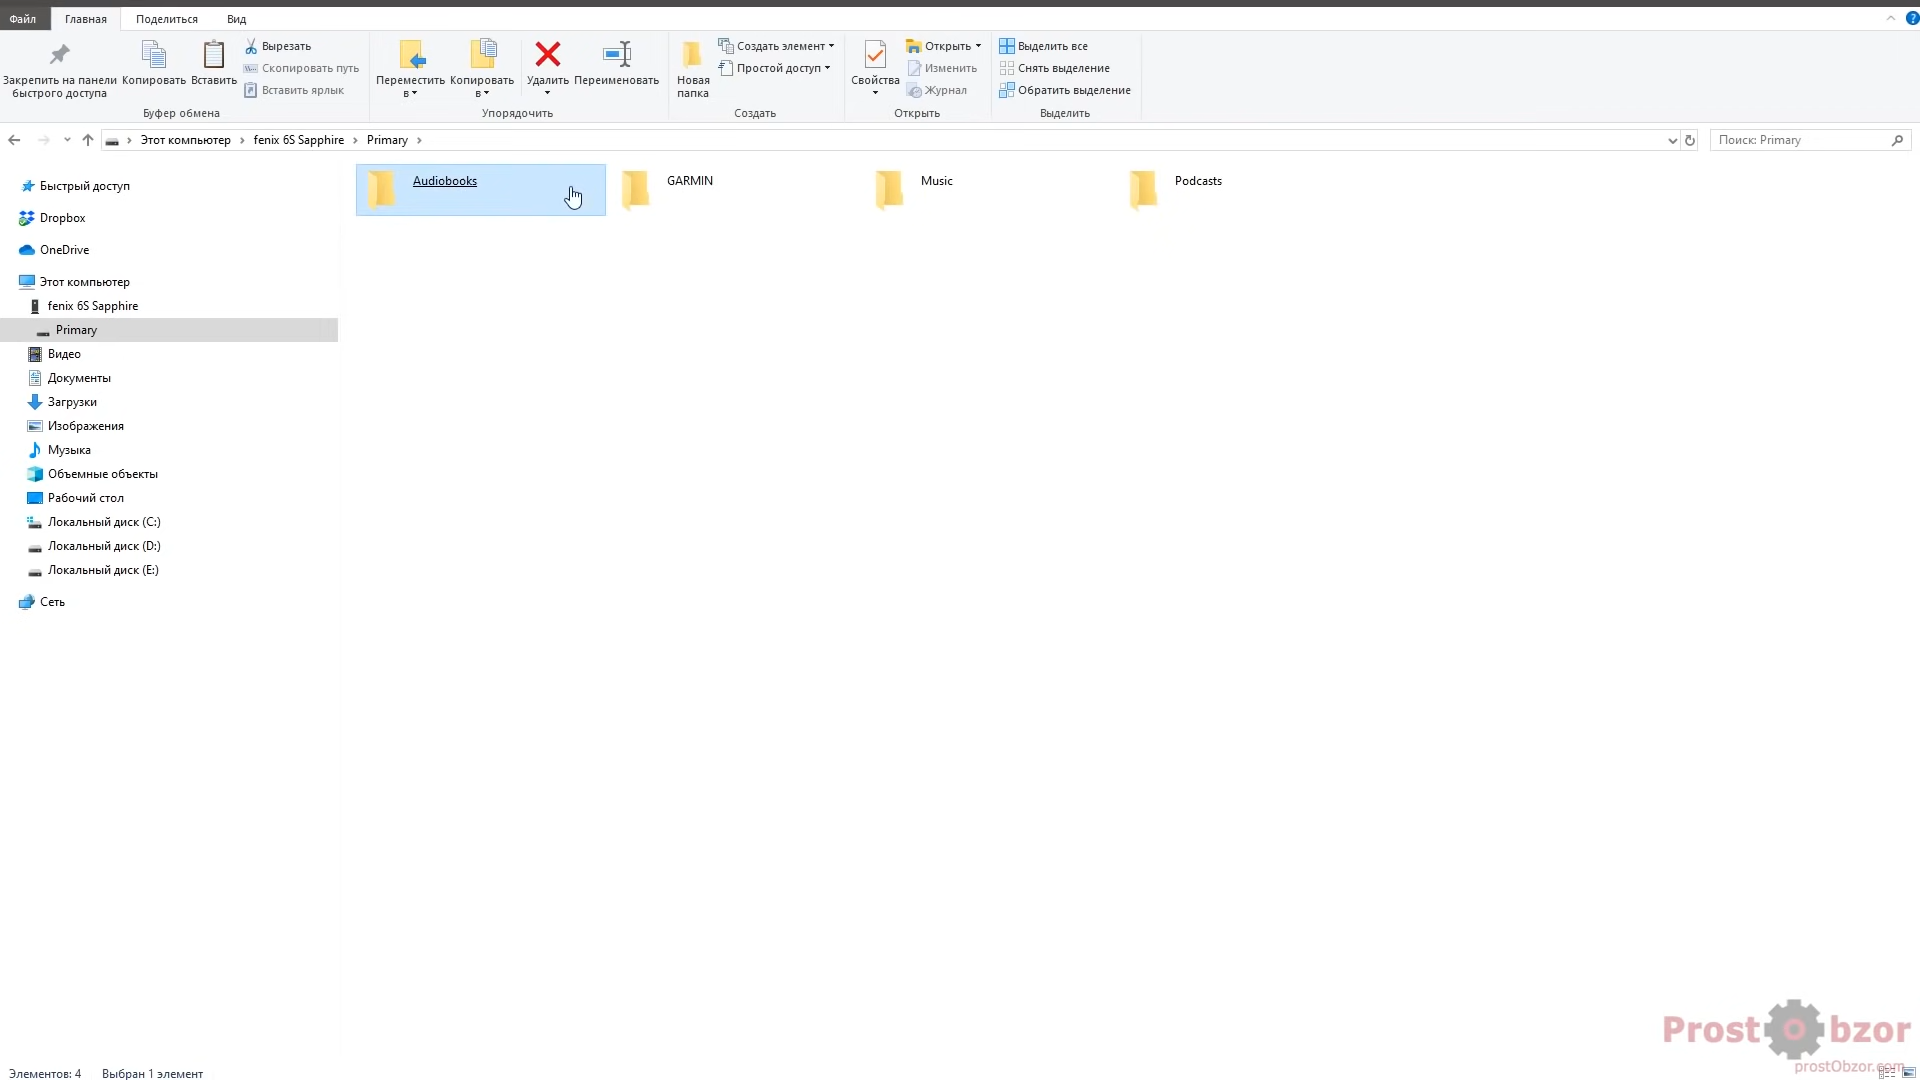 Файл Главная Поделиться Вид
Закрепить на панели быстрого доступа
Копировать
Вставить
Вырезать
Скопировать путь
Вставить ярлык
Буфер обмена
Переместить в
Копировать в
Удалить
Переименовать
Упорядочить
Новая папка
Создать элемент
Простой доступ
Создать
Свойства
Открыть
Изменить
Журнал
Открыть
Выделить все
Снять выделение
Обратить выделение
Выделить
Этот компьютер › fenix 6S Sapphire › Primary ›
Поиск: Primary
Быстрый доступ
Dropbox
OneDrive
Этот компьютер
fenix 6S Sapphire
Primary
Видео
Документы
Загрузки
Изображения
Музыка
Объемные объекты
Рабочий стол
Локальный диск (C:)
Локальный диск (D:)
Локальный диск (E:)
Сеть
Audiobooks
GARMIN
Music
Podcasts
Prost bzor
prostObzor.com
Элементов: 4 Выбран 1 элемент